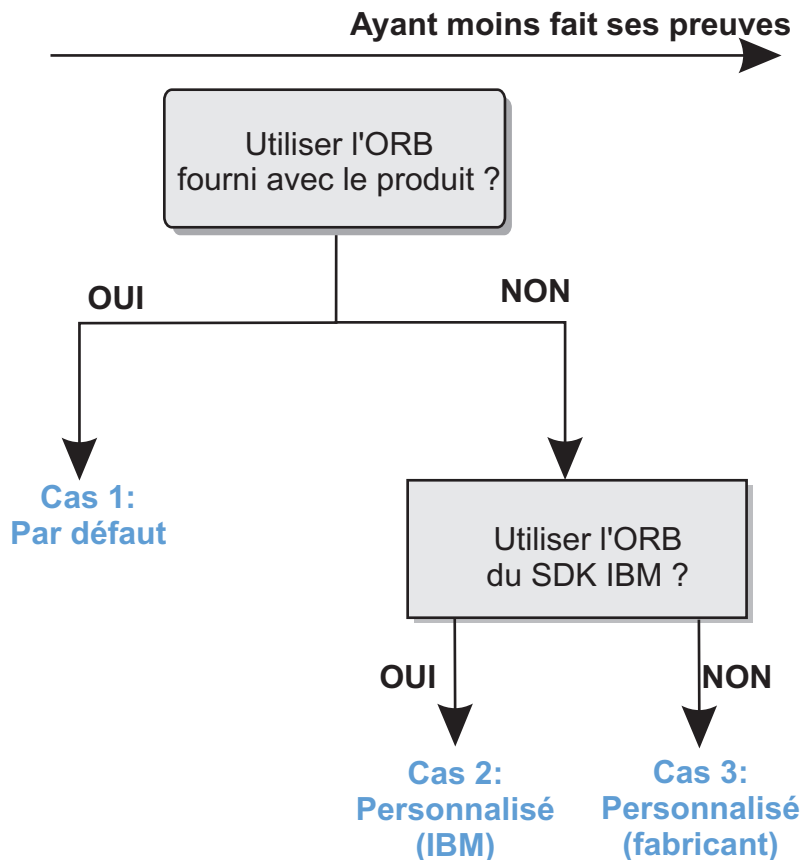 Ayant moins fait ses preuves
Utiliser l'ORB
fourni avec le produit ?
OUI
NON
Cas 1:
Par défaut
Utiliser l'ORB
du SDK IBM ?
OUI
NON
Cas 2:
Personnalisé
(IBM)
Cas 3:
Personnalisé
(fabricant)